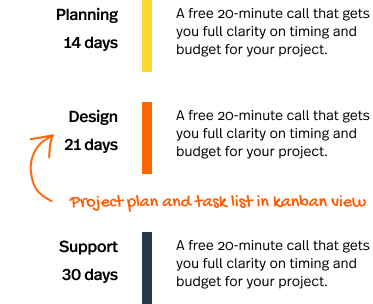 Planning
14 days
A free 20-minute call that gets
you full clarity on timing and
budget for your project.
Design
21 days
A free 20-minute call that gets
you full clarity on timing and
budget for your project.
Project plan and task list in kanban view
Support
30 days
A free 20-minute call that gets
you full clarity on timing and
budget for your project.